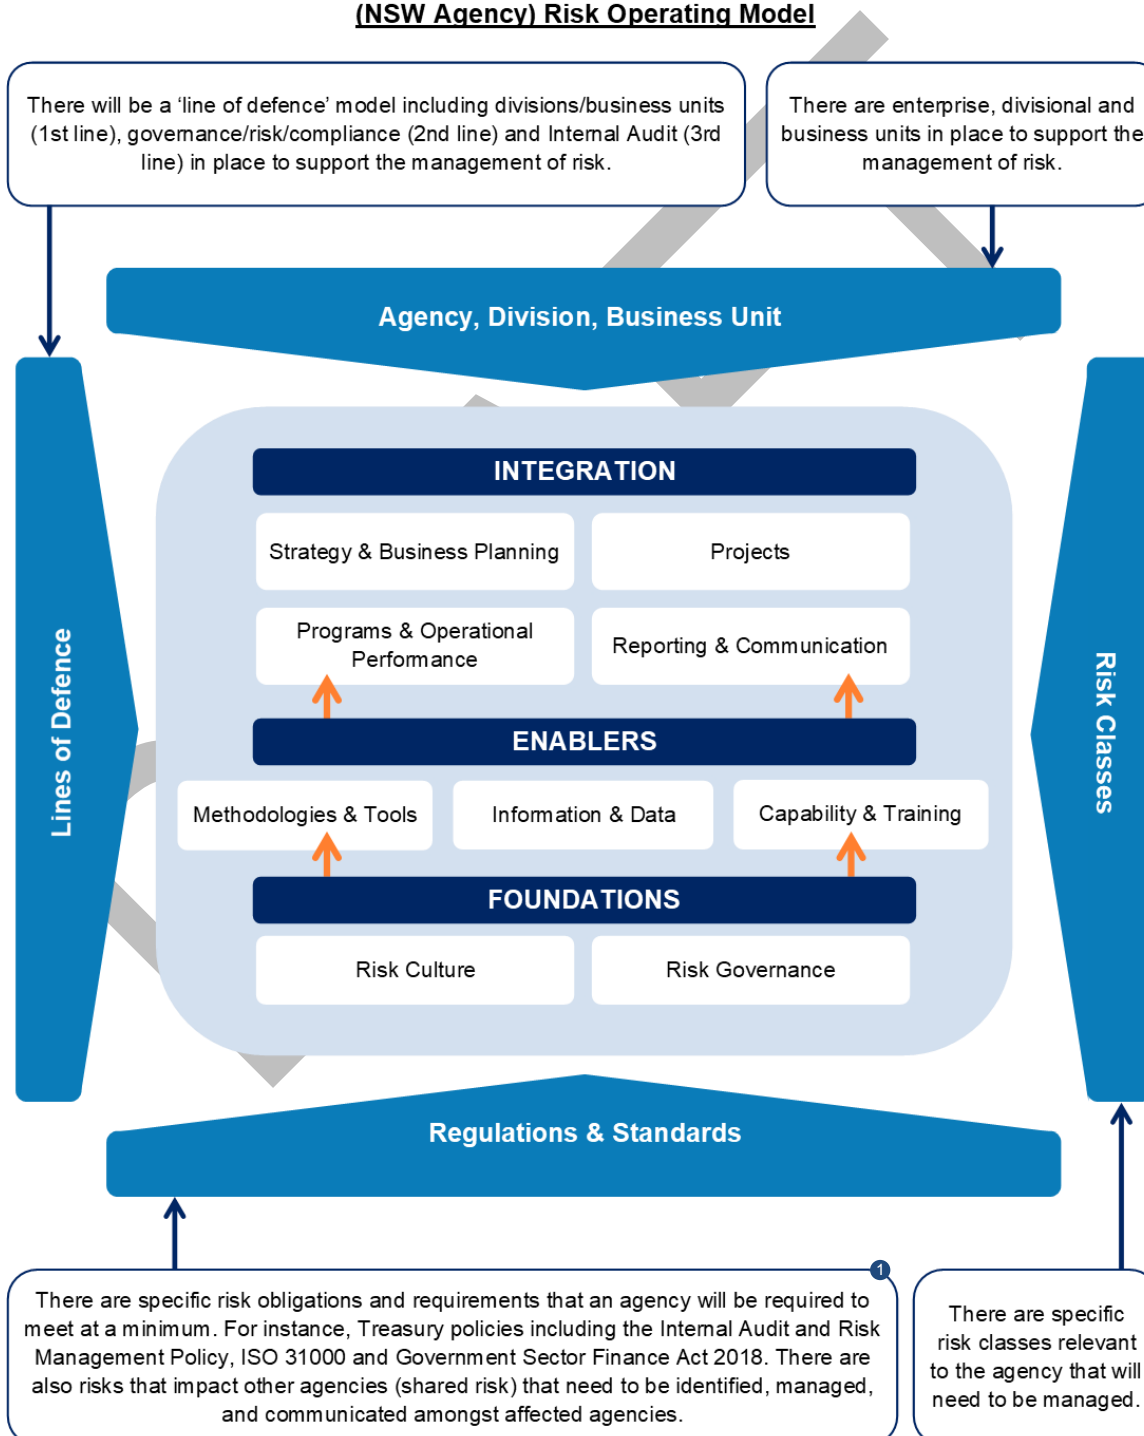 (NSW Agency) Risk Operating Model
There will be a ‘line of defence’ model including divisions/business units
(1st line), governance/risk/compliance (2nd line) and Internal Audit (3rd
line) in place to support the management of risk.
There are enterprise, divisional and
business units in place to support the
management of risk.
Agency, Division, Business Unit
Lines of Defence
INTEGRATION
Strategy & Business Planning
Projects
Programs & Operational
Performance
Reporting & Communication
ENABLERS
Methodologies & Tools
Information & Data
Capability & Training
FOUNDATIONS
Risk Culture
Risk Governance
Risk Classes
Regulations & Standards
1
There are specific risk obligations and requirements that an agency will be required to
meet at a minimum. For instance, Treasury policies including the Internal Audit and Risk
Management Policy, ISO 31000 and Government Sector Finance Act 2018. There are
also risks that impact other agencies (shared risk) that need to be identified, managed,
and communicated amongst affected agencies.
There are specific
risk classes relevant
to the agency that will
need to be managed.